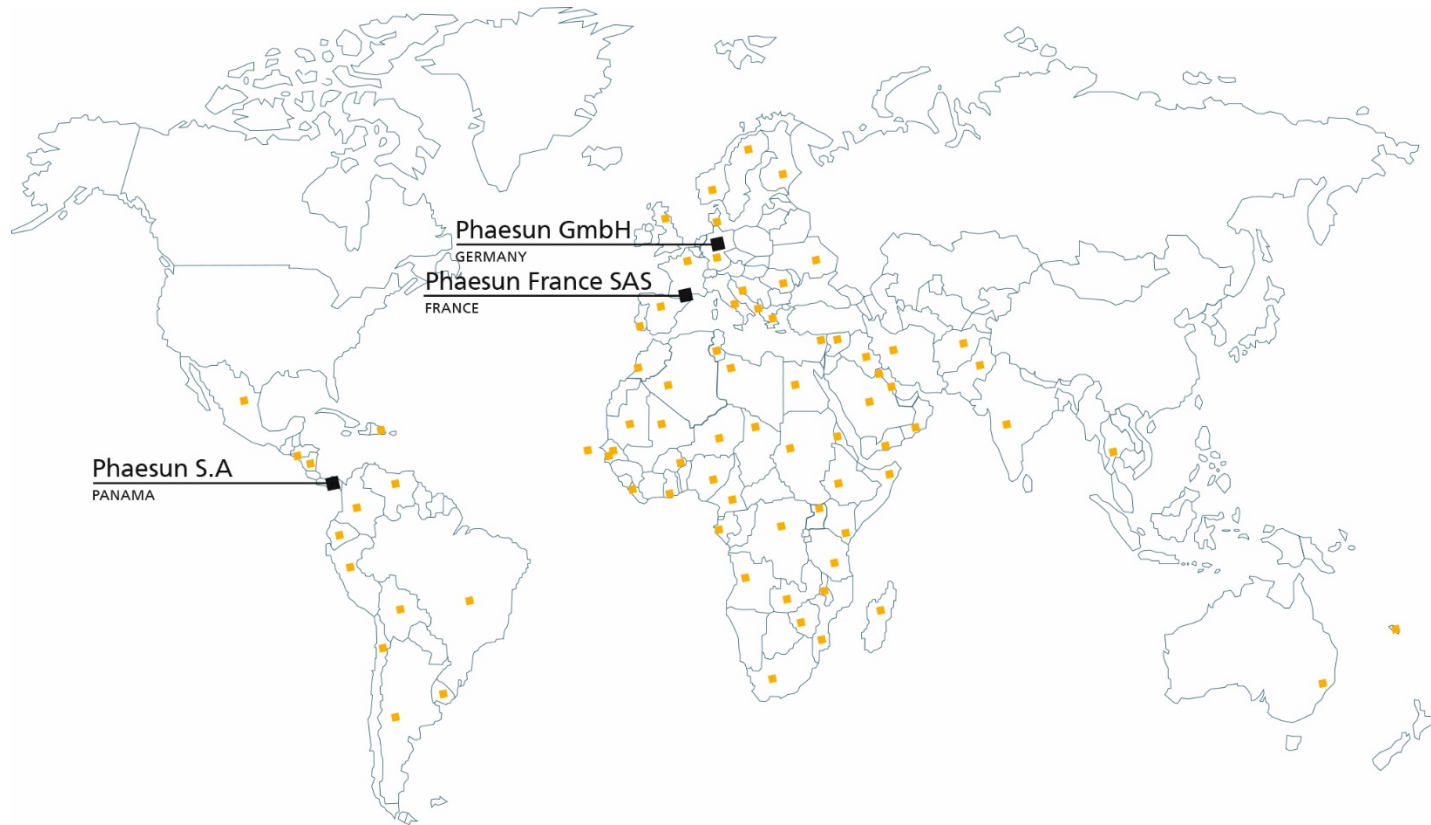 Phaesun GmbH
GERMANY
Phaesun France SAS
FRANCE
Phaesun S.A
PANAMA